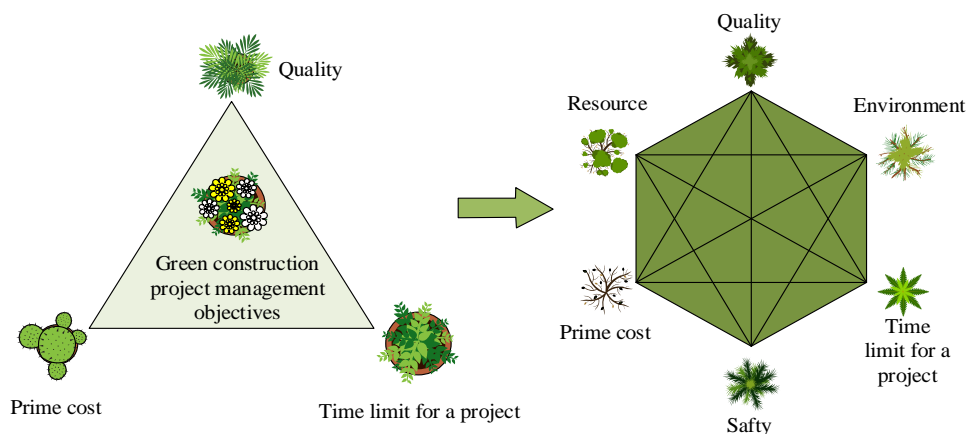 Quality
Green construction
project management
objectives
Prime cost
Time limit for a project
Quality
Resource
Environment
Prime cost
Time
limit for a
project
Safty